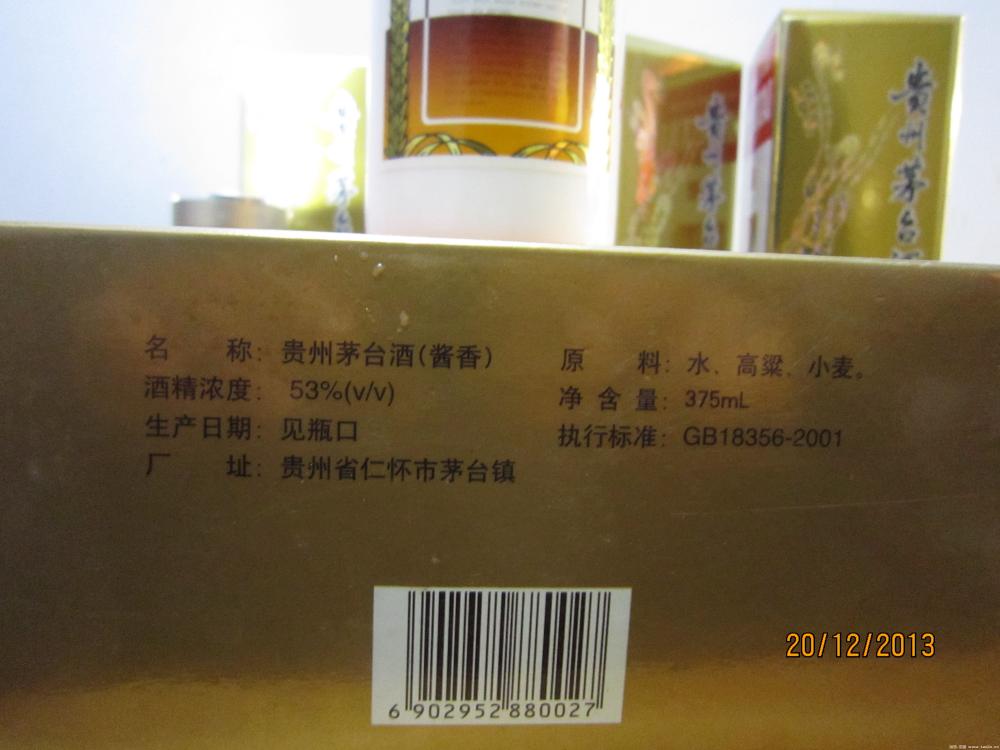 贵州茅台酒
贵州茅台
名 称：贵州茅台酒(酱香)
酒精浓度： 53%(v/v)
生产日期：见瓶口
厂 址：贵州省仁怀市茅台镇
原 料：水、高粱、小麦。
净 含 量：375mL
执行标准：GB18356-2001
6 902952 880027
20/12/2013